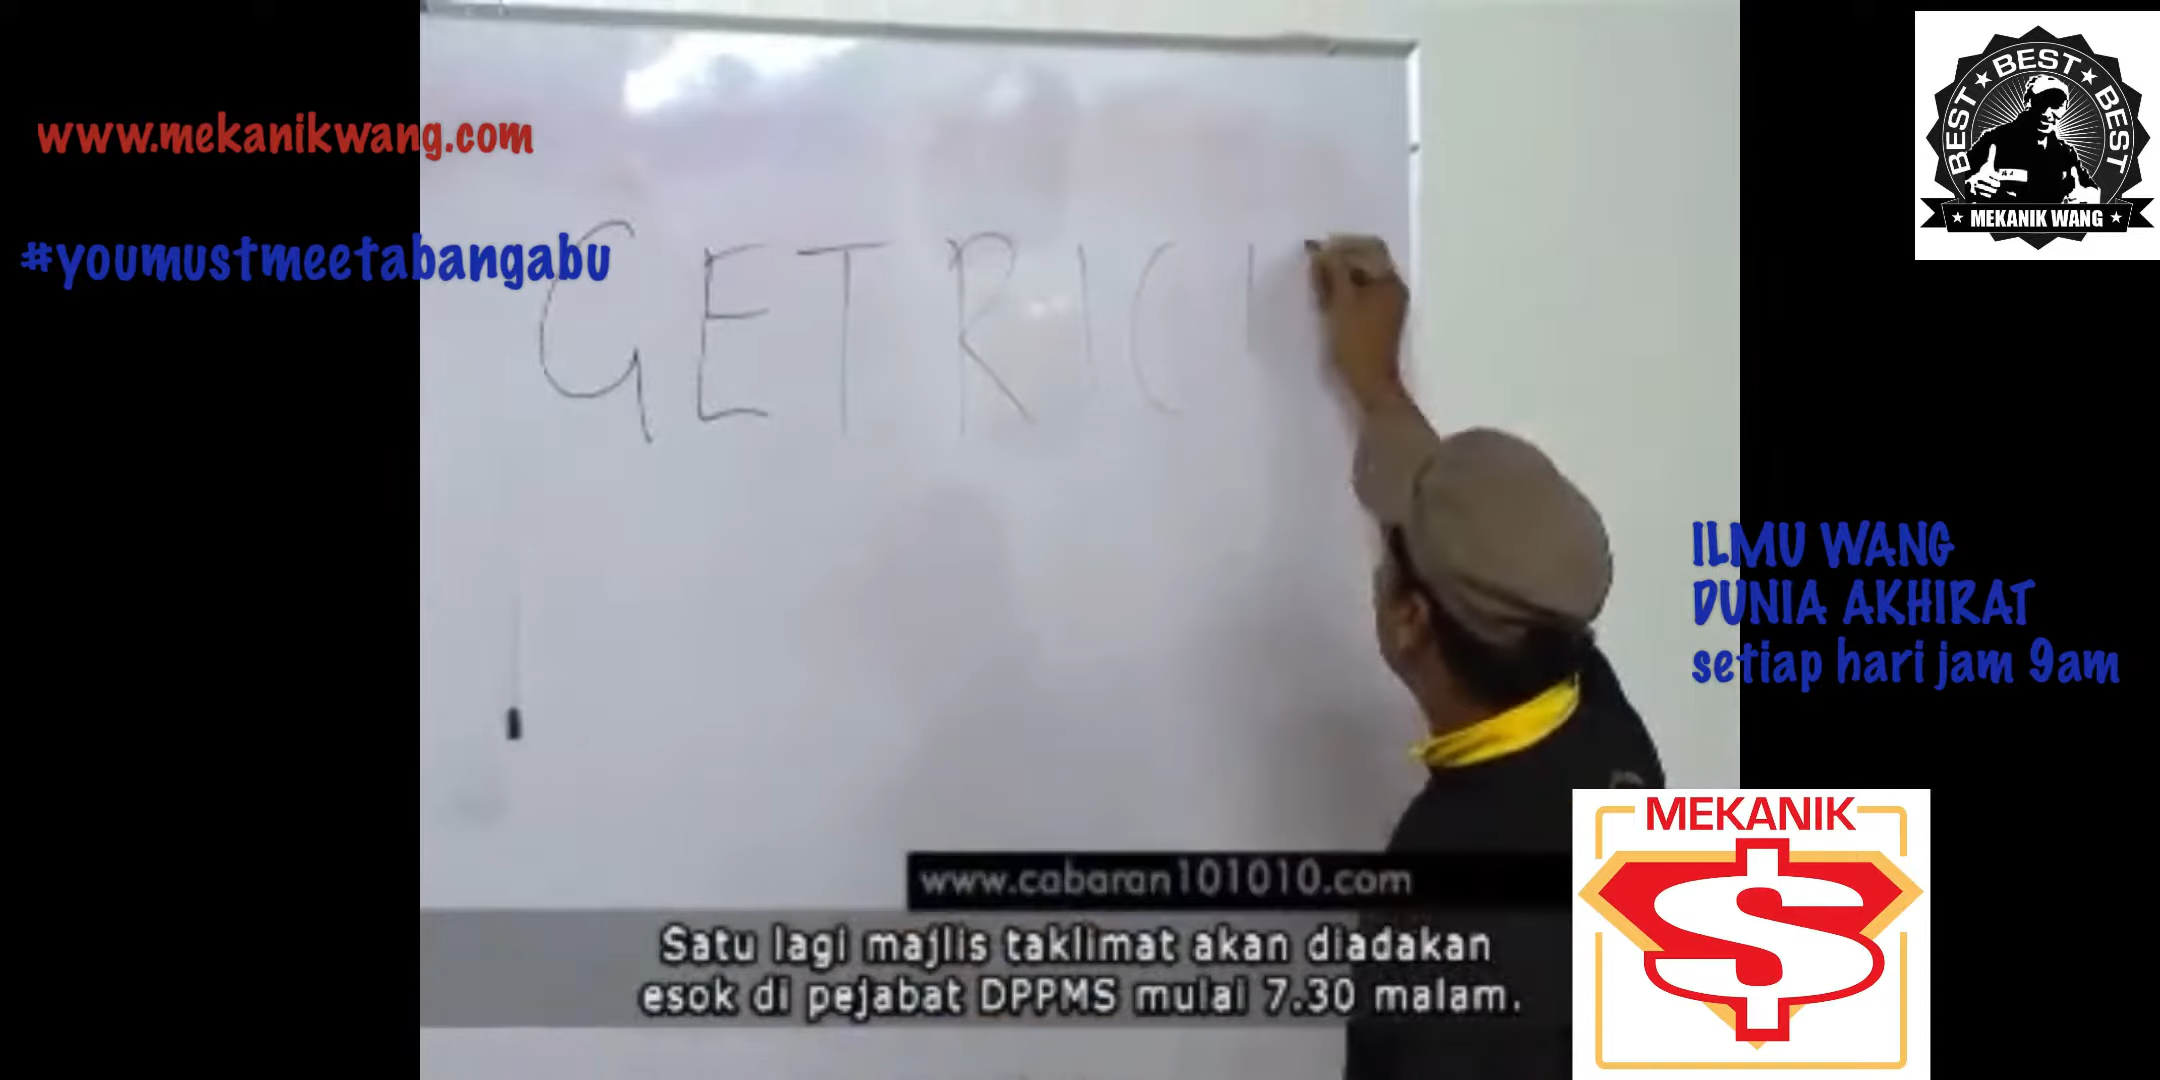 www.mekanikwang.com
BEST BEST BEST
MEKANIK WANG
#youmustmeetabangabu
GET RIC
ILMU WANG
DUNIA AKHIRAT
setiap hari jam 9am
MEKANIK
$
www.cabaran101010.com
Satu lagi majlis taklimat akan diadakan
esok di pejabat DPPMS mulai 7.30 malam.